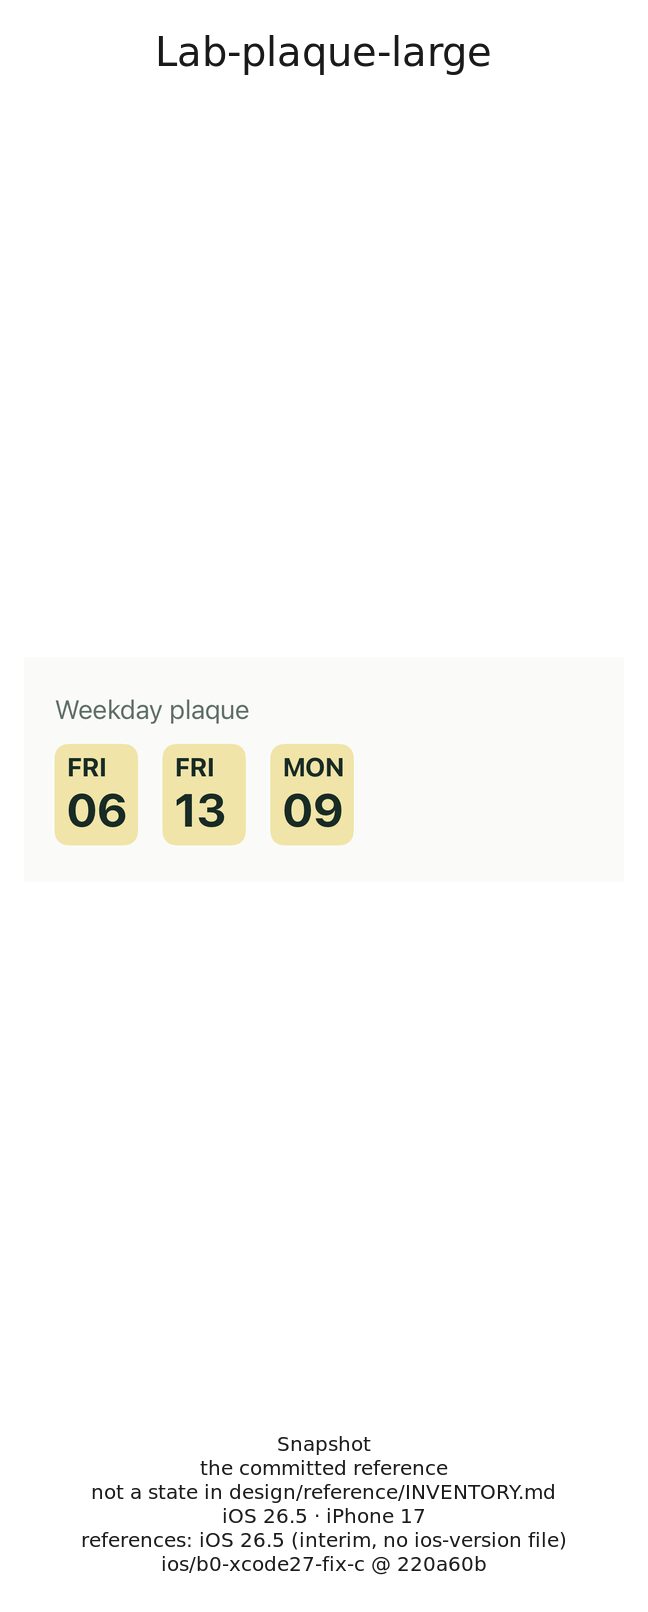 Lab-plaque-large
Weekday plaque
FRI FRI MON
06 13 09
Snapshot
the committed reference
not a state in design/reference/INVENTORY.md
iOS 26.5 · iPhone 17
references: iOS 26.5 (interim, no ios-version file)
ios/b0-xcode27-fix-c @ 220a60b